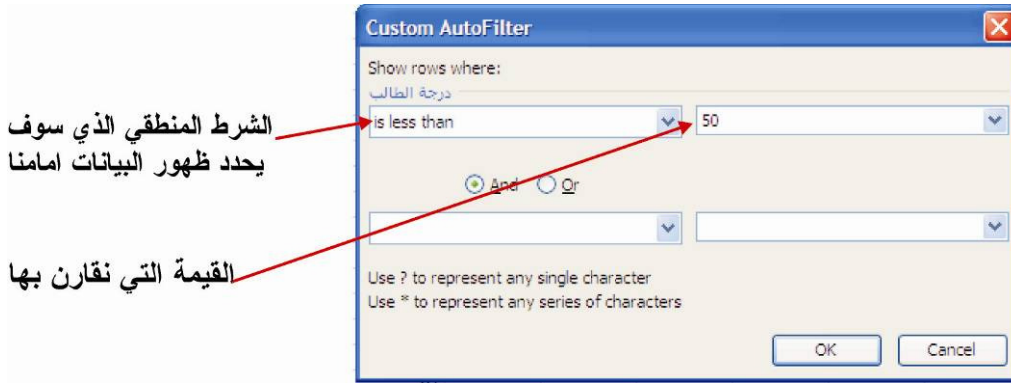 Custom AutoFilter
Show rows where:
درجة الطالب
is less than
50
الشرط المنطقي الذي سوف
يحدد ظهور البيانات امامنا
And
Or
القيمة التي نقارن بها
Use ? to represent any single character
Use * to represent any series of characters
OK
Cancel